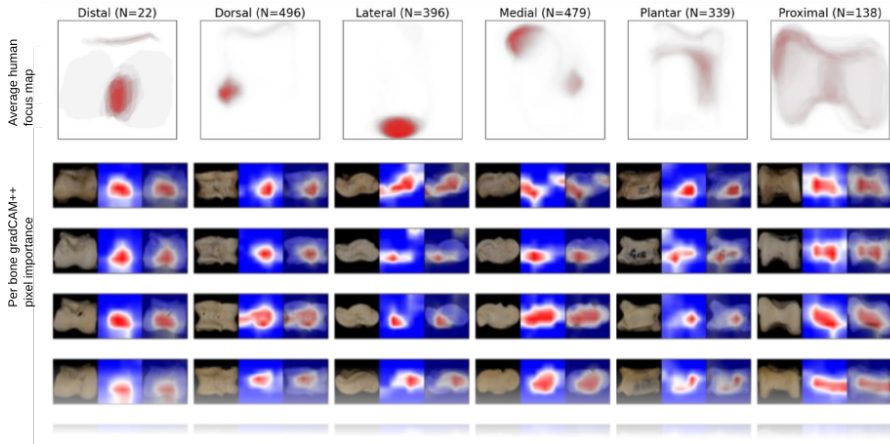 Distal (N=22)
Dorsal (N=496)
Lateral (N=396)
Medial (N=479)
Plantar (N=339)
Proximal (N=138)
Average human
focus map
Per bone gradCAM++
pixel importance